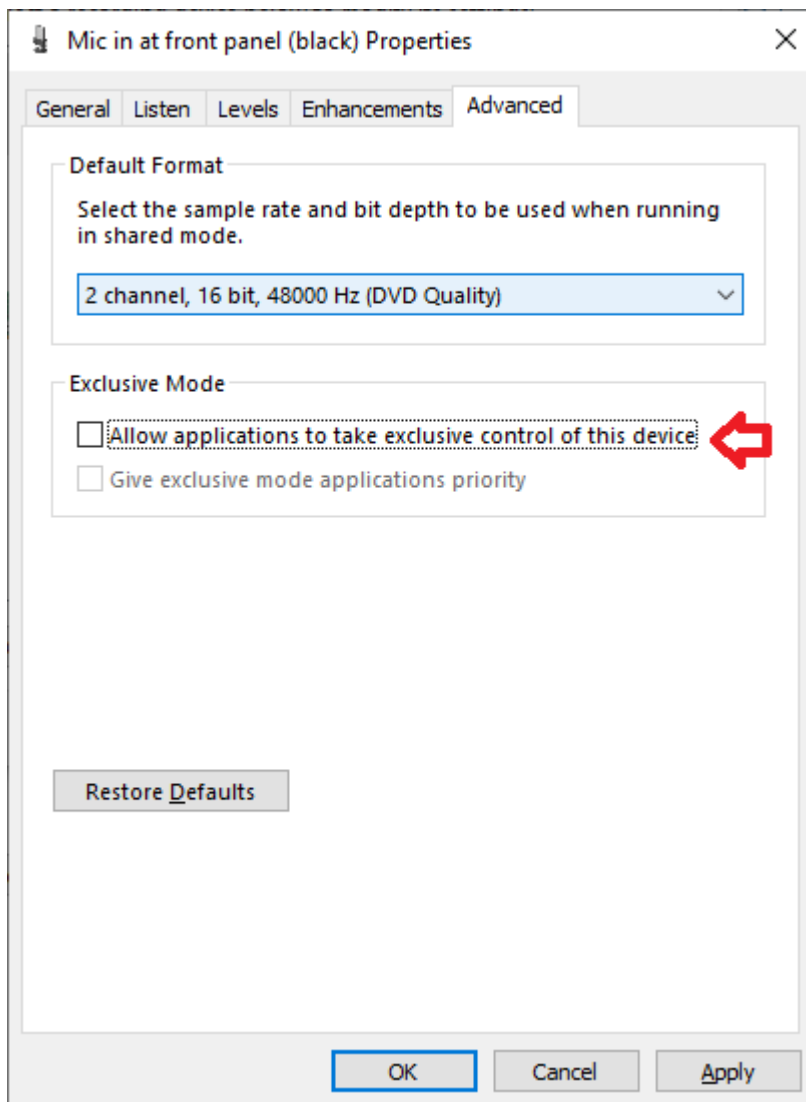 Mic in at front panel (black) Properties
General Listen Levels Enhancements Advanced
Default Format
Select the sample rate and bit depth to be used when running
in shared mode.
2 channel, 16 bit, 48000 Hz (DVD Quality)
Exclusive Mode
Allow applications to take exclusive control of this device
Give exclusive mode applications priority
Restore Defaults
OK Cancel Apply